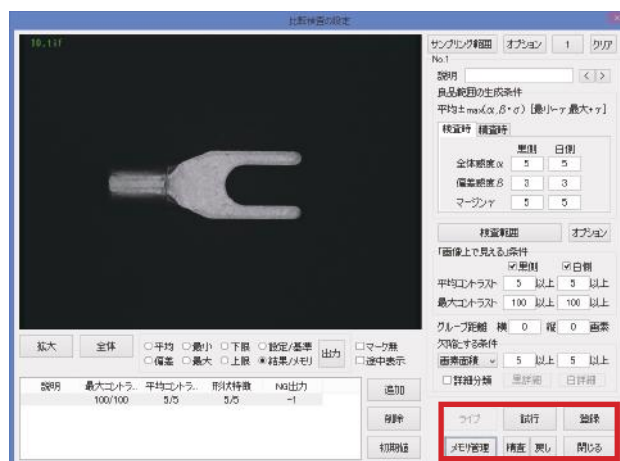 比較検査の設定
10,13f
サンプリング範囲 オプション 1 クリア
No.1
説明 < >
良品範囲の生成条件
平均±max(α,β*σ) [最小-γ,最大+γ]
検査時 積査時
黒側 白側
全体感度α 5 5
偏差感度β 3 3
マージンγ 5 5
検査範囲 オプション
「画像上で見える」条件
黒側 白側
平均コントラスト 5 以上 5 以上
最大コントラスト 100 以上 100 以上
グループ距離 横 0 縦 0 画素
欠陥とする条件
画素面積 5 以上 5 以上
詳細分類 黒詳細 白詳細
ライブ 試行 登録
メモリ管理 積査 戻し 閉じる
拡大 全体 平均 最小 下限 設定/基準 出力 マーク無
偏差 最大 上限 結果/メモリ 途中表示
説明 最大コントラ.. 平均コントラ.. 形状特徴 NG出力
100/100 5/5 5/5 -1
追加
削除
初期値